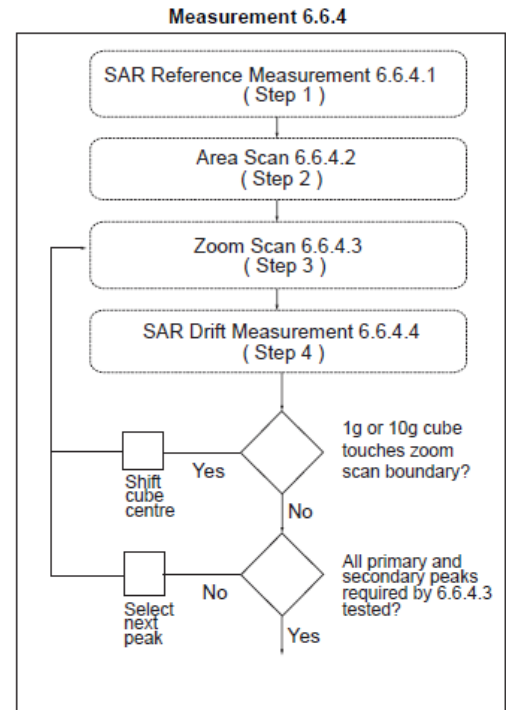 Measurement 6.6.4
SAR Reference Measurement 6.6.4.1
( Step 1 )
Area Scan 6.6.4.2
( Step 2 )
Zoom Scan 6.6.4.3
( Step 3 )
SAR Drift Measurement 6.6.4.4
( Step 4 )
1g or 10g cube
touches zoom
scan boundary?
Yes
Shift
cube
centre
No
All primary and
secondary peaks
required by 6.6.4.3
tested?
No
Select
next
peak
Yes